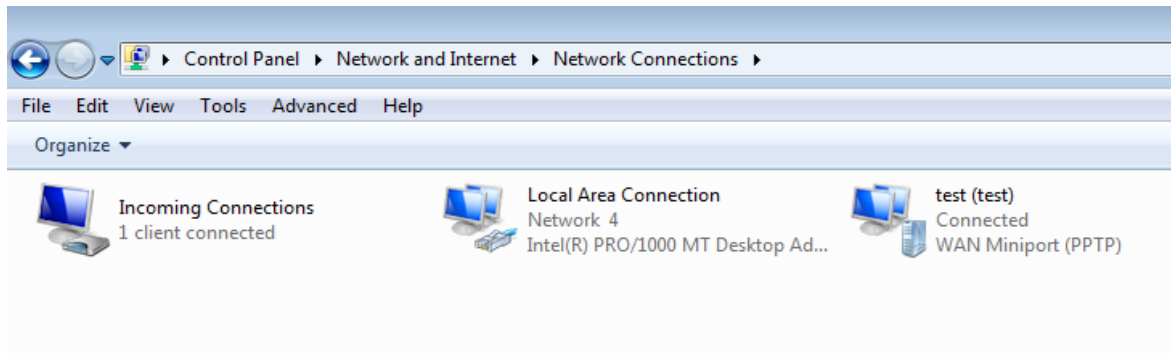 Control Panel Network and Internet Network Connections
File Edit View Tools Advanced Help
Organize
Incoming Connections
1 client connected
Local Area Connection
Network 4
Intel(R) PRO/1000 MT Desktop Ad...
test (test)
Connected
WAN Miniport (PPTP)